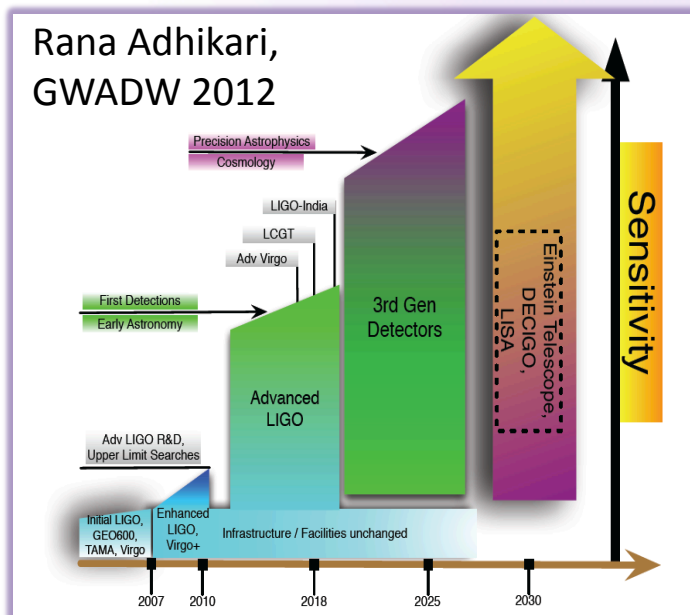 Rana Adhikari,
GWADW 2012
Precision Astrophysics
Cosmology
LIGO-India
LCGT
Adv Virgo
First Detections
Early Astronomy
3rd Gen
Detectors
Einstein Telescope,
DECIGO,
LISA
Sensitivity
Advanced
LIGO
Adv LIGO R&D,
Upper Limit Searches
Initial LIGO,
GEO600,
TAMA, Virgo
Enhanced
LIGO,
Virgo+
Infrastructure / Facilities unchanged
2007
2010
2018
2025
2030